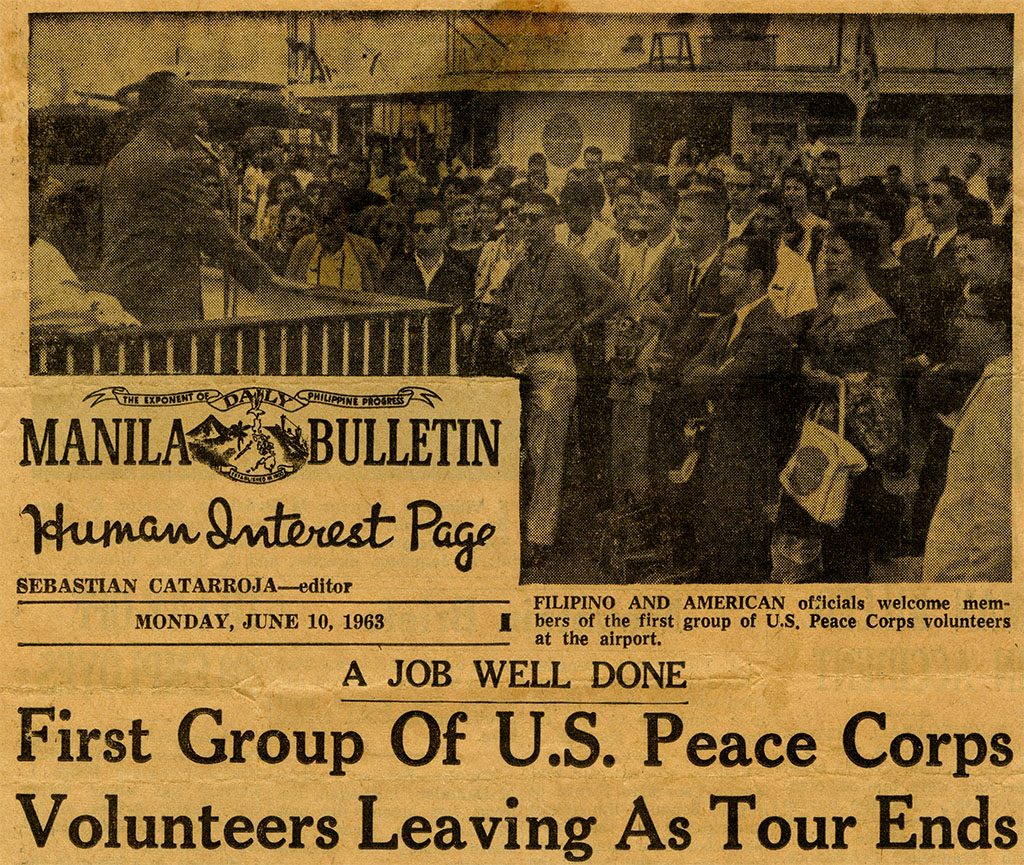 THE EXPONENT OF DAILY PHILIPPINE PROGRESS
MANILA BULLETIN
Human Interest Page
SEBASTIAN CATARROJA—editor
MONDAY, JUNE 10, 1963
FILIPINO AND AMERICAN officials welcome mem-
bers of the first group of U.S. Peace Corps volunteers
at the airport.
A JOB WELL DONE
First Group Of U.S. Peace Corps
Volunteers Leaving As Tour Ends